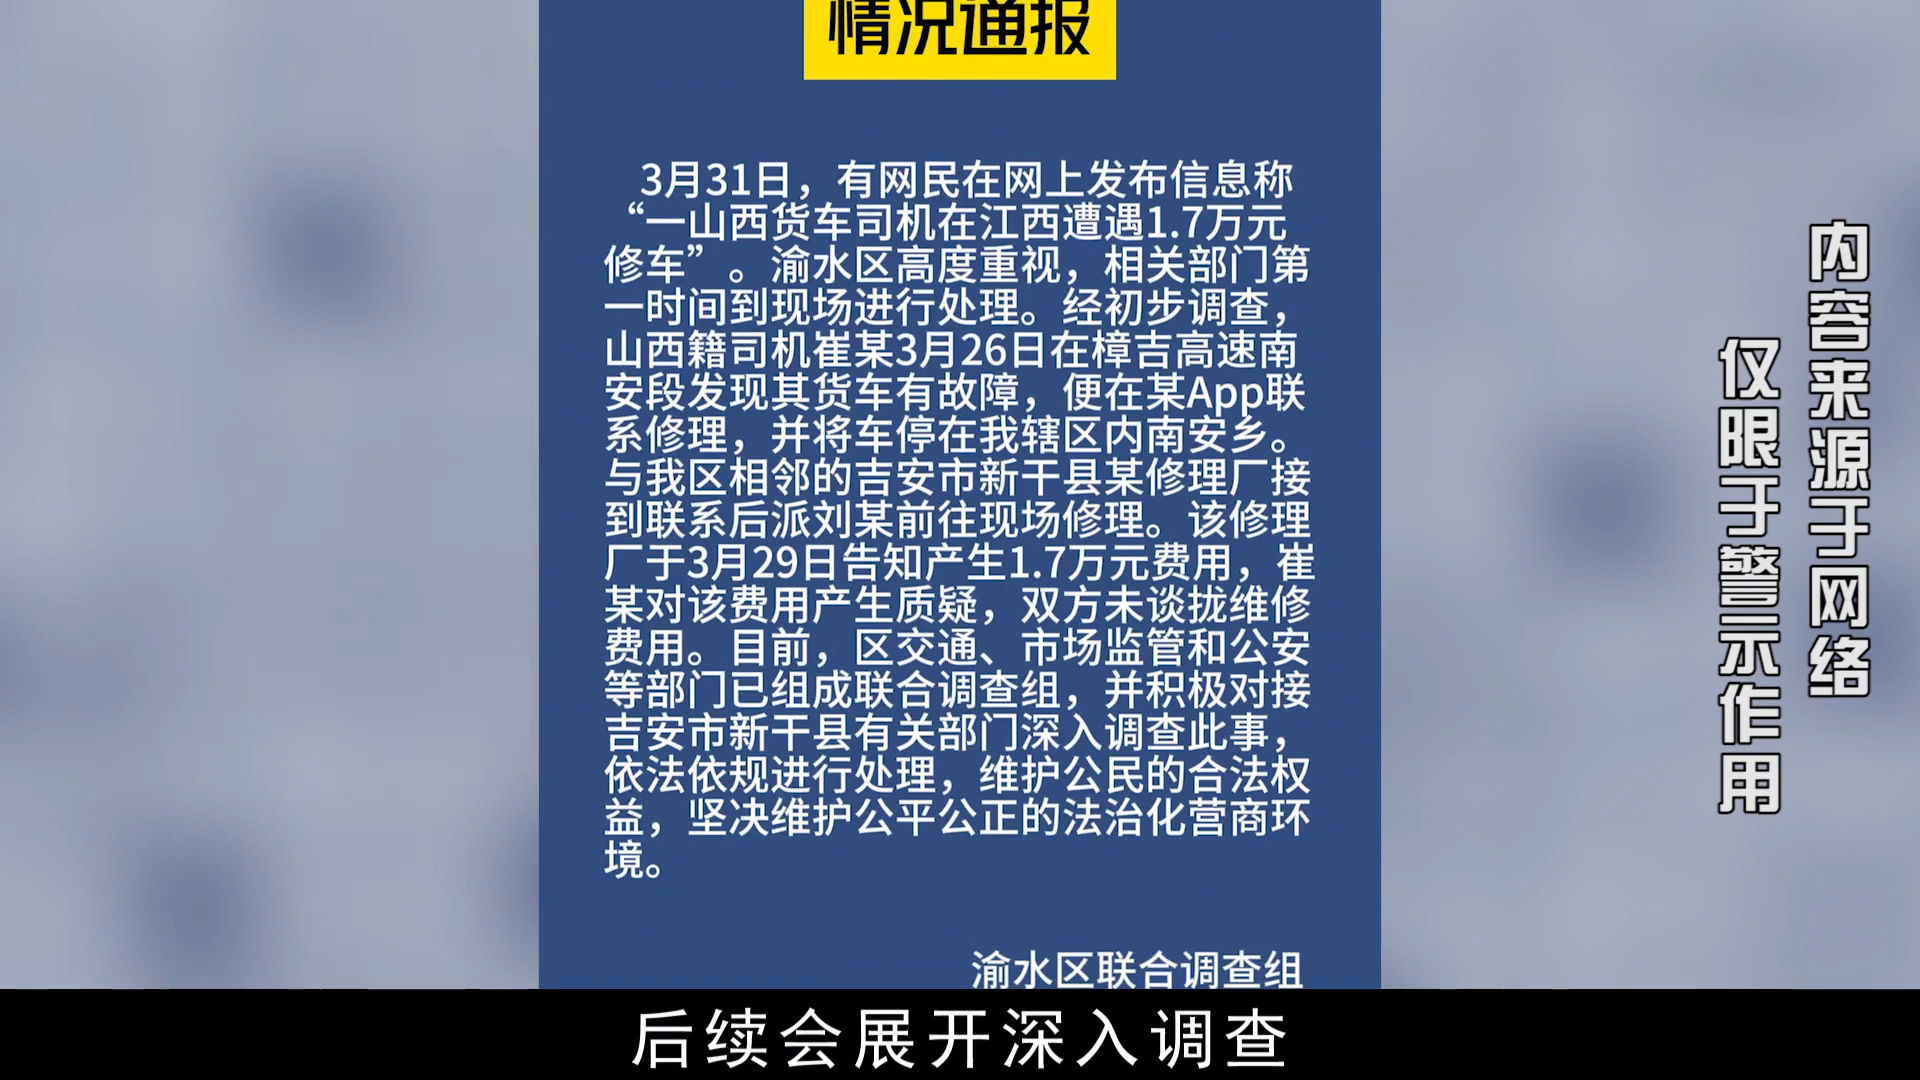 情况通报
3月31日，有网民在网上发布信息称
“一山西货车司机在江西遭遇1.7万元
修车”。渝水区高度重视，相关部门第
一时间到现场进行处理。经初步调查，
山西籍司机崔某3月26日在樟吉高速南
安段发现其货车有故障，便在某App联
系修理，并将车停在我辖区内南安乡。
与我区相邻的吉安市新干县某修理厂接
到联系后派刘某前往现场修理。该修理
厂于3月29日告知产生1.7万元费用，崔
某对该费用产生质疑，双方未谈拢维修
费用。目前，区交通、市场监管和公安
等部门已组成联合调查组，并积极对接
吉安市新干县有关部门深入调查此事，
依法依规进行处理，维护公民的合法权
益，坚决维护公平公正的法治化营商环
境。
渝水区联合调查组
内容来源于网络
仅限于警示作用
后续会展开深入调查